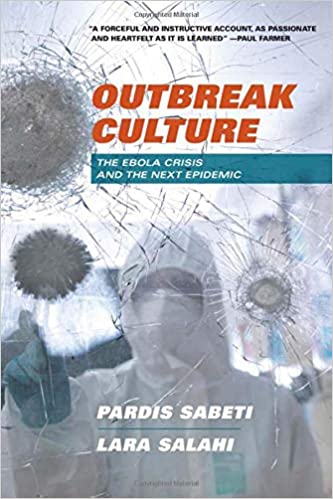 "A FORCEFUL AND INSTRUCTIVE ACCOUNT, AS PASSIONATE
AND HEARTFELT AS IT IS LEARNED" —PAUL FARMER
OUTBREAK
CULTURE
THE EBOLA CRISIS
AND THE NEXT EPIDEMIC
PARDIS SABETI
LARA SALAHI